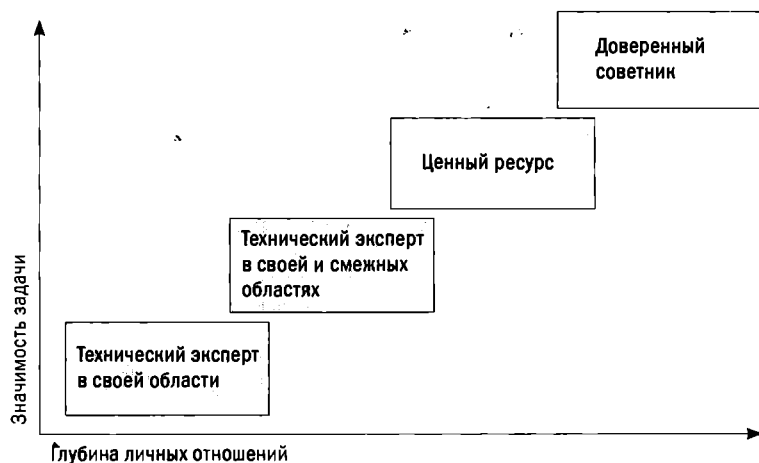 Доверенный
советник
Ценный ресурс
Технический эксперт
в своей и смежных
областях
Технический эксперт
в своей области
Значимость задачи
Глубина личных отношений